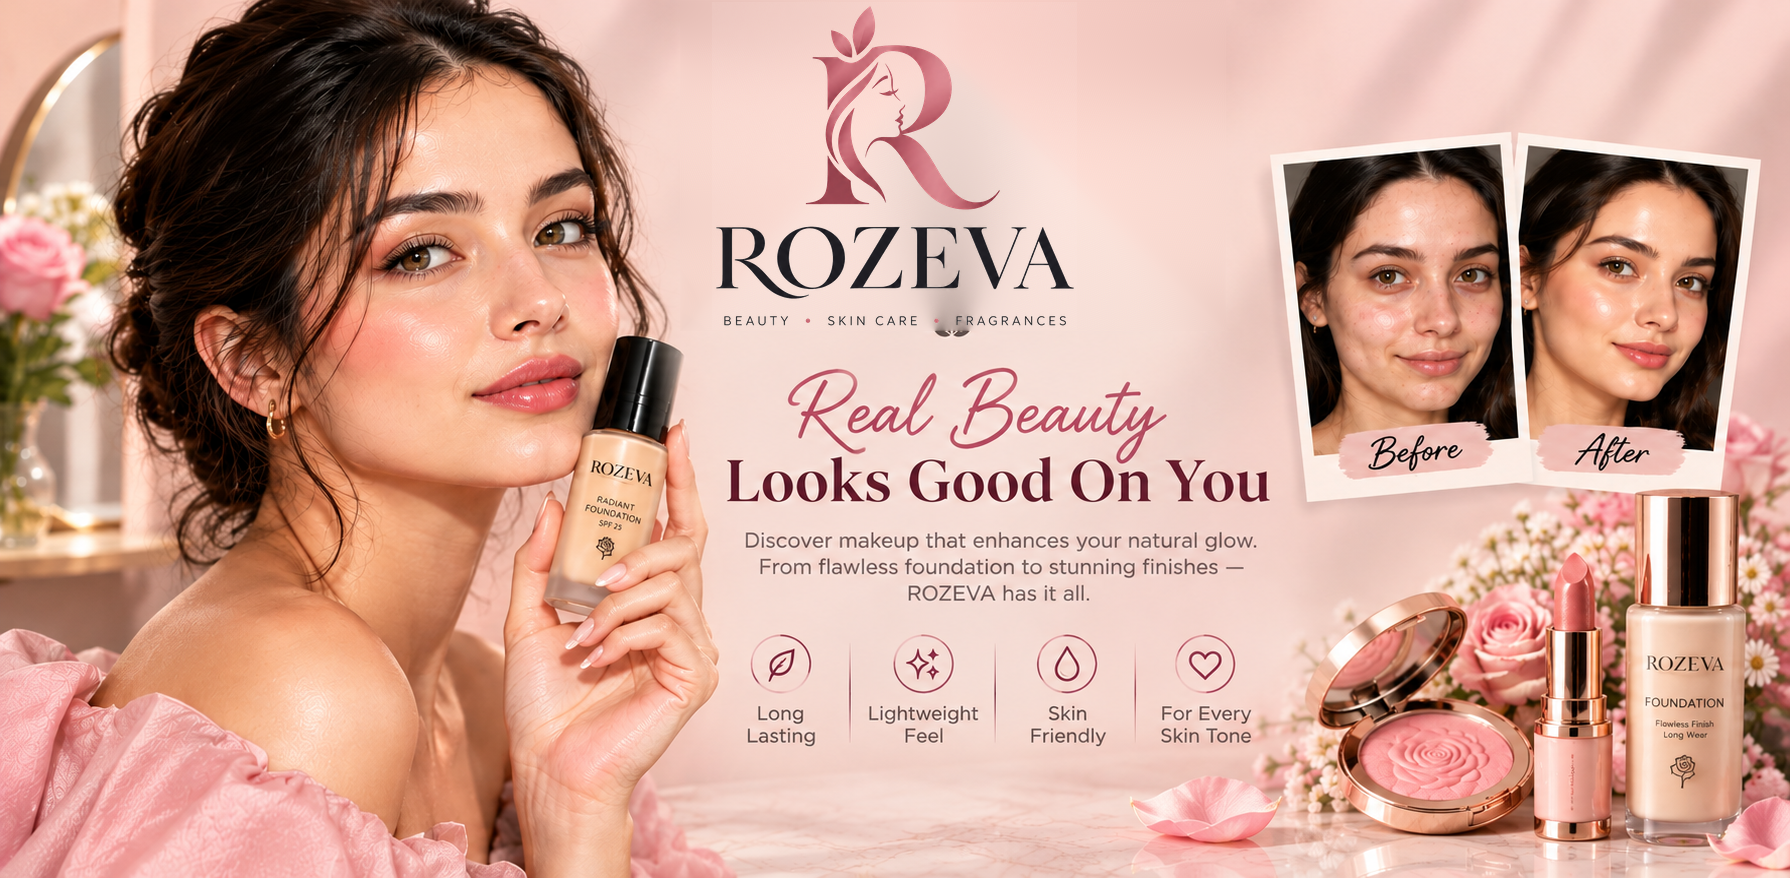 ROZEVA
BEAUTY • SKIN CARE • FRAGRANCES
Real Beauty
Looks Good On You
Discover makeup that enhances your natural glow.
From flawless foundation to stunning finishes —
ROZEVA has it all.
Long
Lasting
Lightweight
Feel
Skin
Friendly
For Every
Skin Tone
ROZEVA
RADIANT
FOUNDATION
SPF 25
Before
After
ROZEVA
FOUNDATION
Flawless Finish
Long Wear